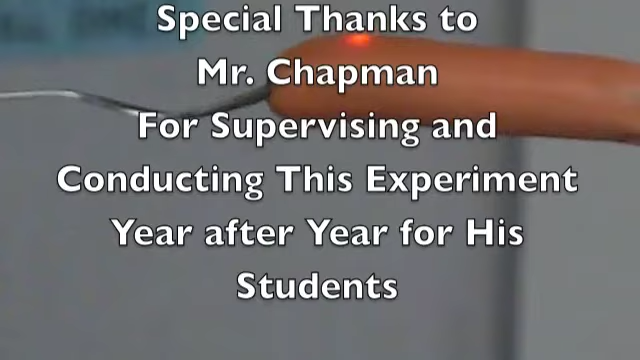 Special Thanks to
Mr. Chapman
For Supervising and
Conducting This Experiment
Year after Year for His
Students